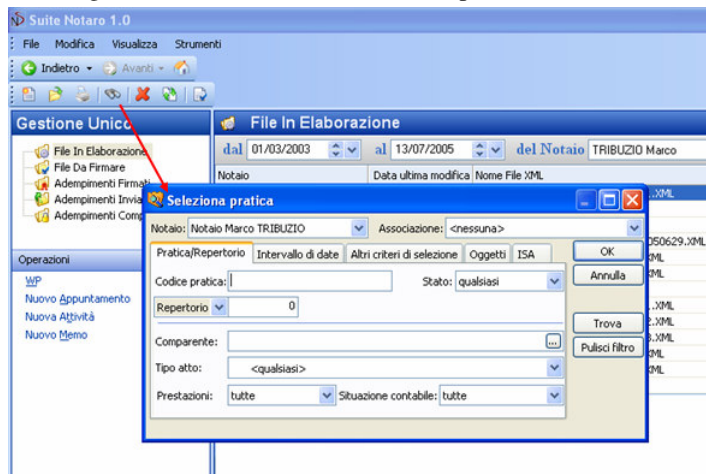 Suite Notaro 1.0
File Modifica Visualizza Strumenti
Indietro Avanti
Gestione Unico
File In Elaborazione
File Da Firmare
Adempimenti Firmati
Adempimenti Invia
Adempimenti Comp
Operazioni
WP
Nuovo Appuntamento
Nuova Attività
Nuovo Memo
File In Elaborazione
dal 01/03/2003 al 13/07/2005 del Notaio TRIBUZIO Marco
Notaio Data ultima modifica Nome File XML
.XML
050629.XML
XML
XML
.XML
2.XML
3.XML
XML
XML
Seleziona pratica
Notaio: Notaio Marco TRIBUZIO Associazione: <nessuna>
Pratica/Repertorio Intervallo di date Altri criteri di selezione Oggetti ISA
Codice pratica: Stato: qualsiasi
Repertorio 0
Comparente: ...
Tipo atto: <qualsiasi>
Prestazioni: tutte Situazione contabile: tutte
OK
Annulla
Trova
Pulisci filtro